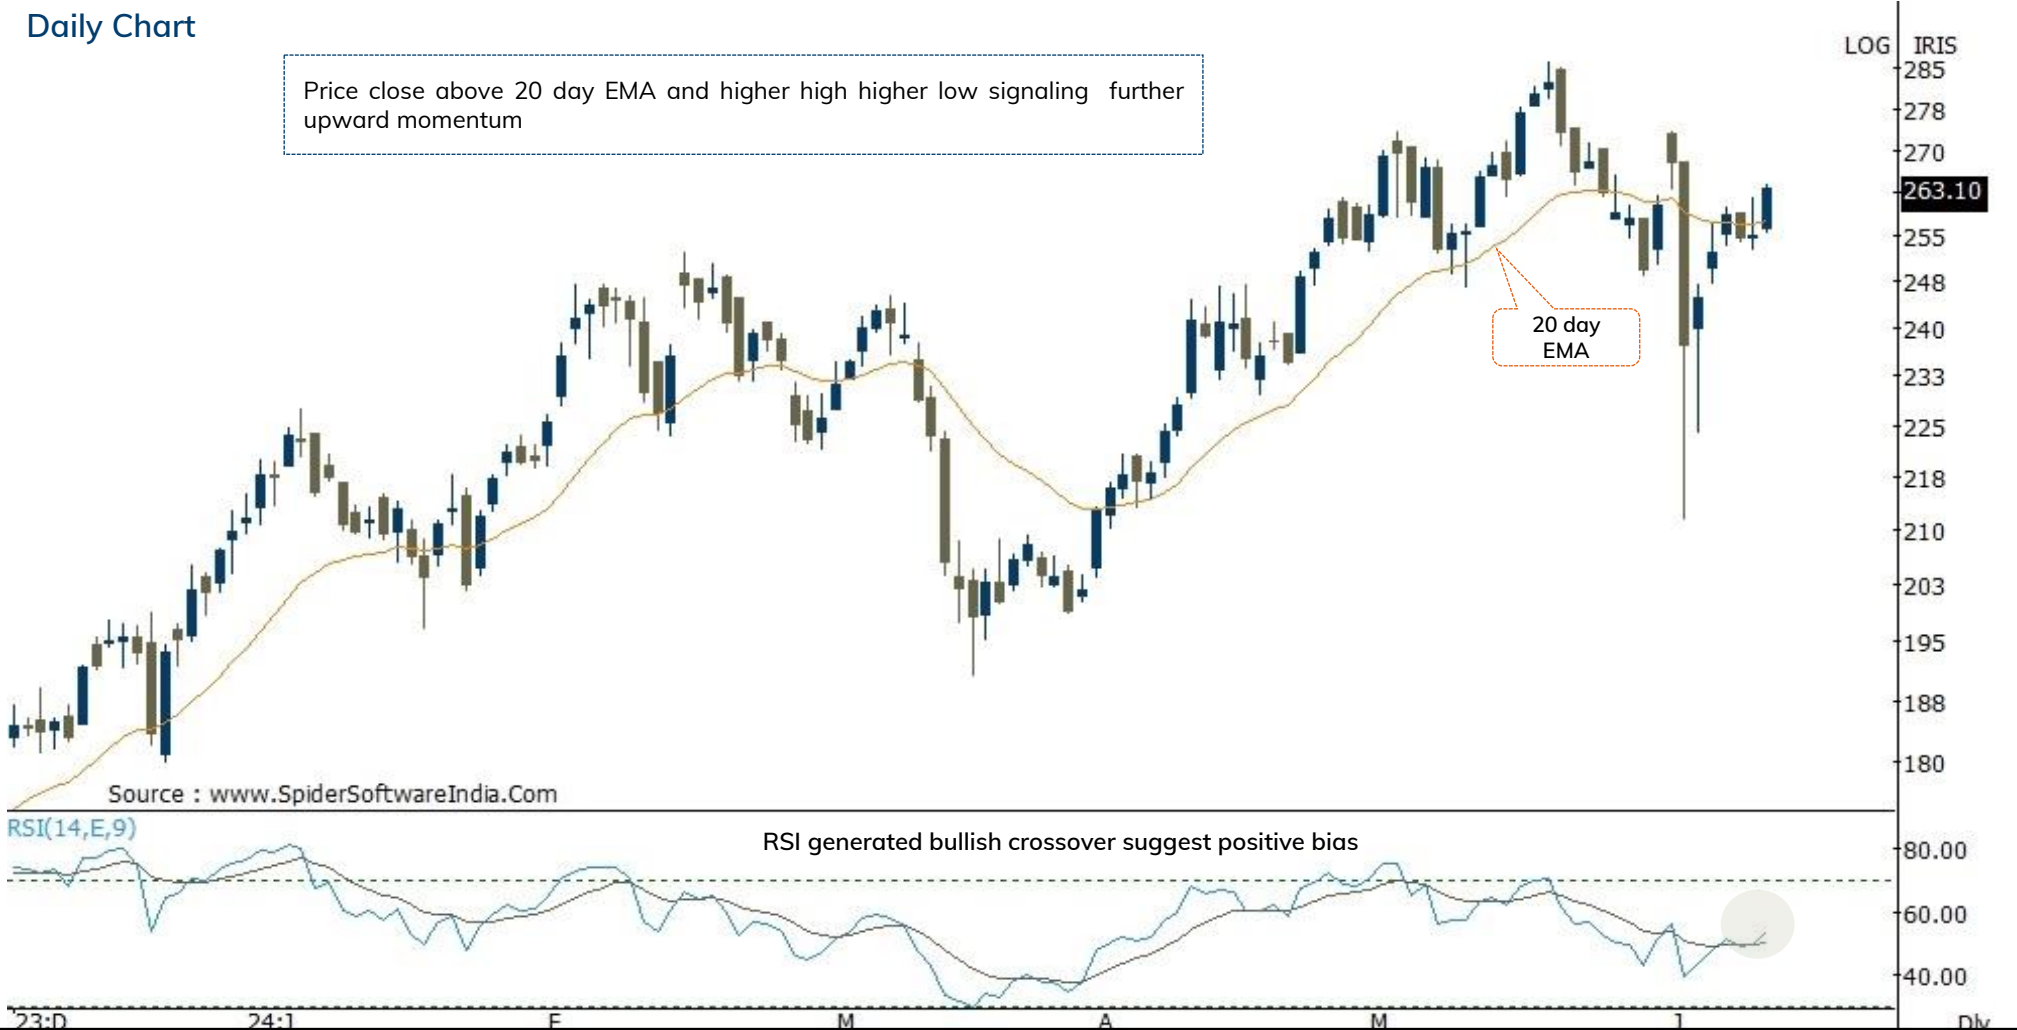 Daily Chart
LOG IRIS
Price close above 20 day EMA and higher high higher low signaling further
upward momentum
285
278
270
263.10
255
248
240
233
225
218
210
203
195
188
180
20 day
EMA
Source : www.SpiderSoftwareIndia.Com
RSI(14,E,9)
RSI generated bullish crossover suggest positive bias
80.00
60.00
40.00
23:D 24:J F M A M J Dly